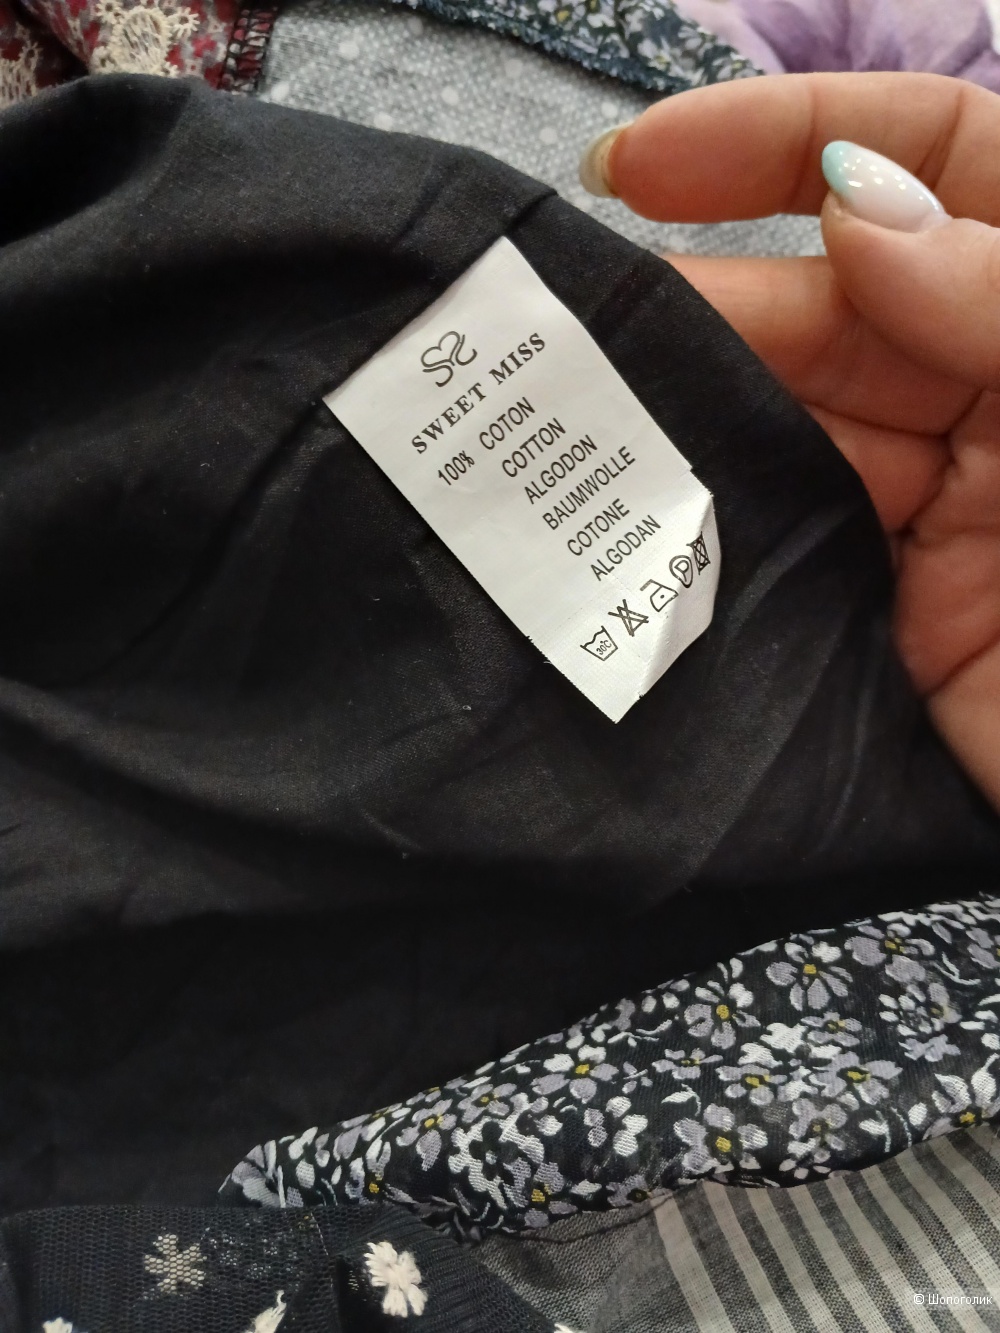 SWEET MISS
100% COTON
COTTON
ALGODON
BAUMWOLLE
COTONE
ALGODAN
30°C
P
© Шопоголик